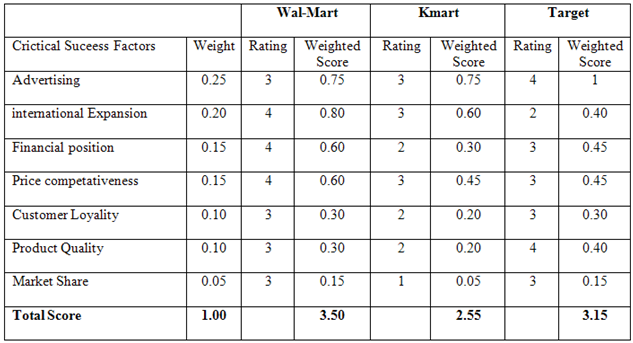 Wal-Mart Kmart Target
Crictical Suceess Factors Weight Rating Weighted Score Rating Weighted Score Rating Weighted Score
Advertising 0.25 3 0.75 3 0.75 4 1
international Expansion 0.20 4 0.80 3 0.60 2 0.40
Financial position 0.15 4 0.60 2 0.30 3 0.45
Price competativeness 0.15 4 0.60 3 0.45 3 0.45
Customer Loyality 0.10 3 0.30 2 0.20 3 0.30
Product Quality 0.10 3 0.30 2 0.20 4 0.40
Market Share 0.05 3 0.15 1 0.05 3 0.15
Total Score 1.00 3.50 2.55 3.15